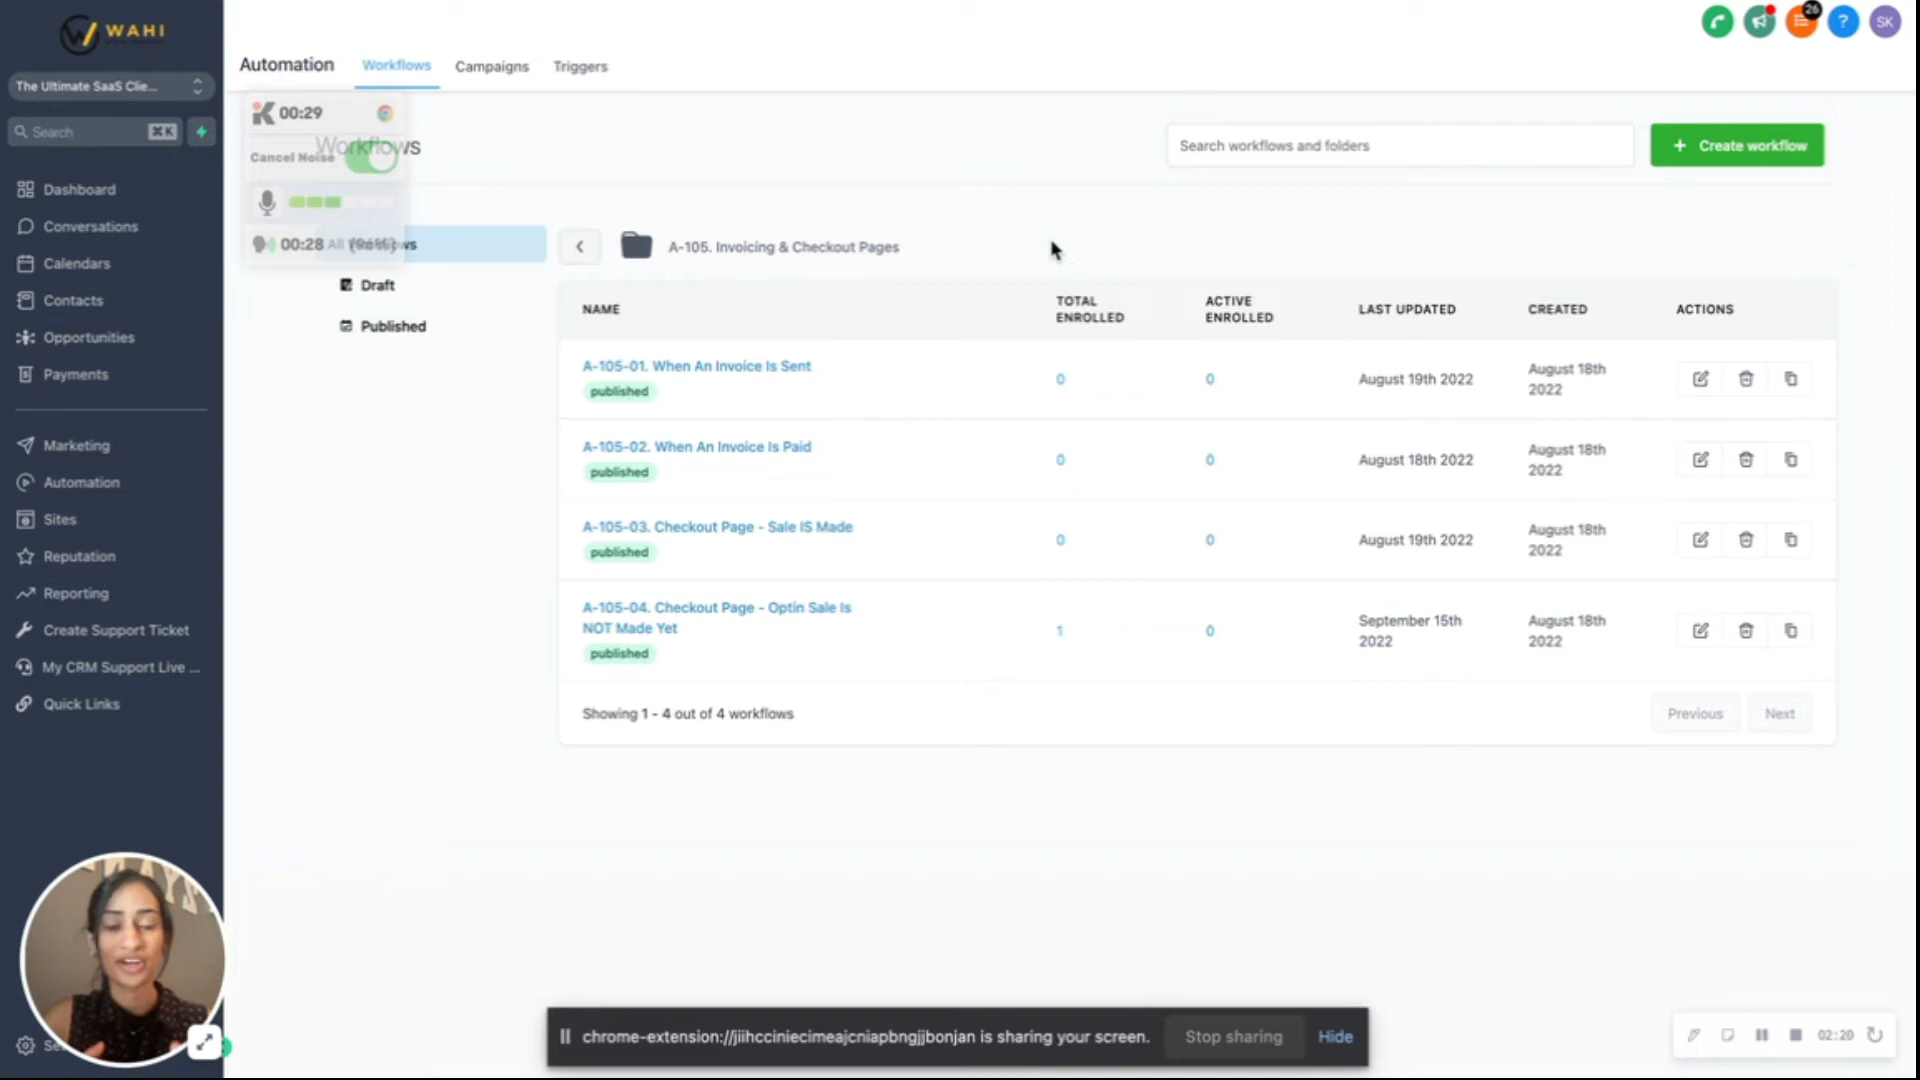 WAHI
26
SK
Automation
Workflows
Campaigns
Triggers
The Ultimate SaaS Clie...
Search
⌘ K
00:29
Workflows
Cancel Noise
Search workflows and folders
+ Create workflow
00:28
Dashboard
Conversations
Calendars
Contacts
Opportunities
Payments
Marketing
Automation
Sites
Reputation
Reporting
Create Support Ticket
My CRM Support Live ...
Quick Links
Draft
Published
A-105. Invoicing & Checkout Pages
NAME
TOTAL
ENROLLED
ACTIVE
ENROLLED
LAST UPDATED
CREATED
ACTIONS
A-105-01. When An Invoice Is Sent
published
0
0
August 19th 2022
August 18th
2022
A-105-02. When An Invoice Is Paid
published
0
0
August 18th 2022
August 18th
2022
A-105-03. Checkout Page - Sale IS Made
published
0
0
August 19th 2022
August 18th
2022
A-105-04. Checkout Page - Optin Sale Is
NOT Made Yet
published
1
0
September 15th
2022
August 18th
2022
Showing 1 - 4 out of 4 workflows
Previous
Next
chrome-extension://jiihcciniecimeajcniapbngjjbonjan is sharing your screen.
Stop sharing
Hide
02:20